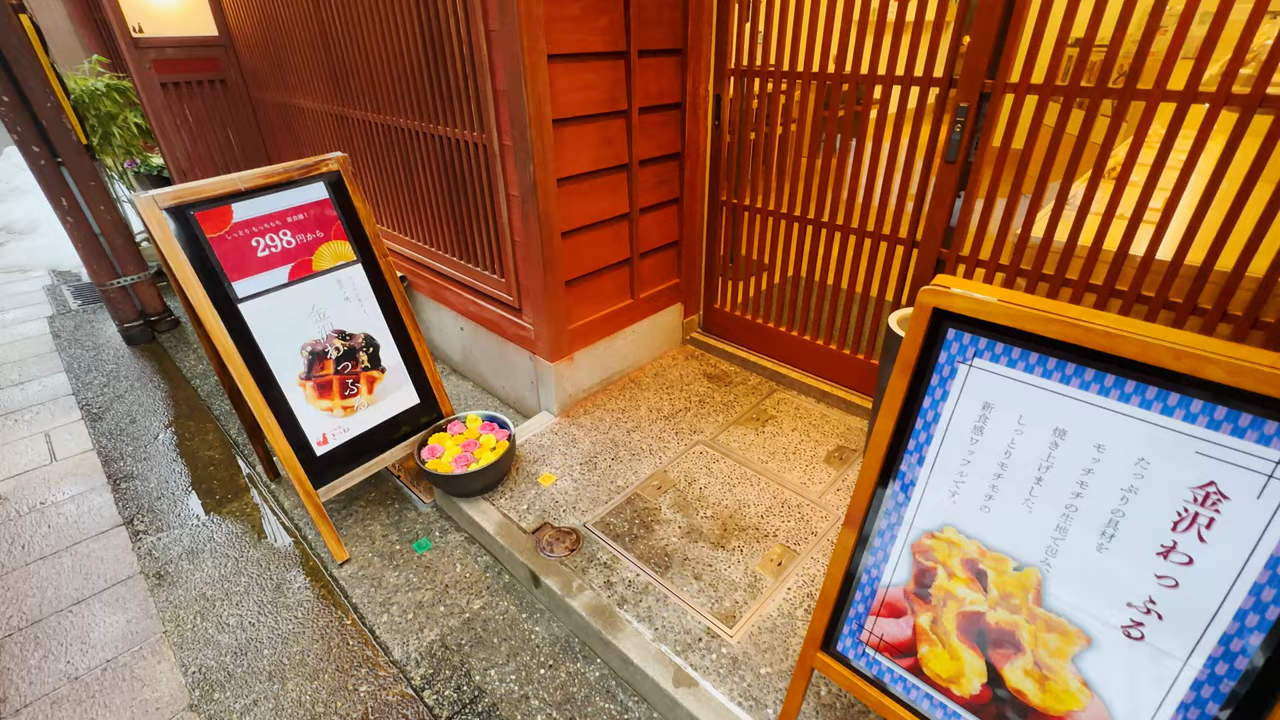 しっとり もっちもち 新食感！
298円から
金沢
わっふる
金沢わっふる
たっぷりの具材を
モッチモチの生地で包み
焼き上げました。
しっとりモチモチの
新食感ワッフルです。